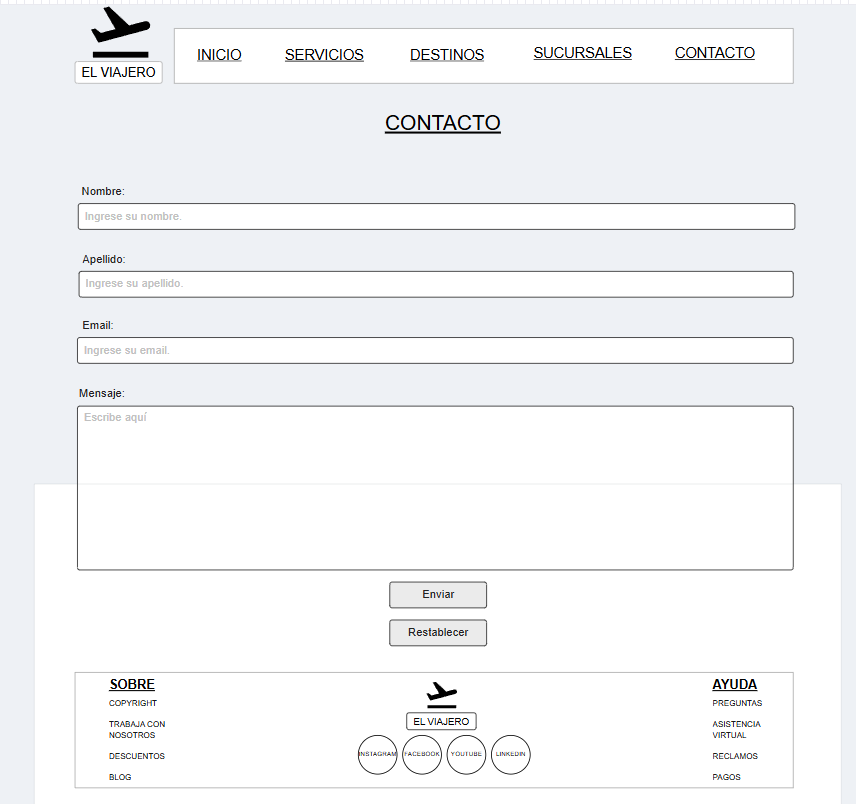 EL VIAJERO
INICIO SERVICIOS DESTINOS SUCURSALES CONTACTO
CONTACTO
Nombre:
Ingrese su nombre.
Apellido:
Ingrese su apellido.
Email:
Ingrese su email.
Mensaje:
Escribe aquí
Enviar
Restablecer
SOBRE
COPYRIGHT
TRABAJA CON
NOSOTROS
DESCUENTOS
BLOG
EL VIAJERO
INSTAGRAM FACEBOOK YOUTUBE LINKEDIN
AYUDA
PREGUNTAS
ASISTENCIA
VIRTUAL
RECLAMOS
PAGOS